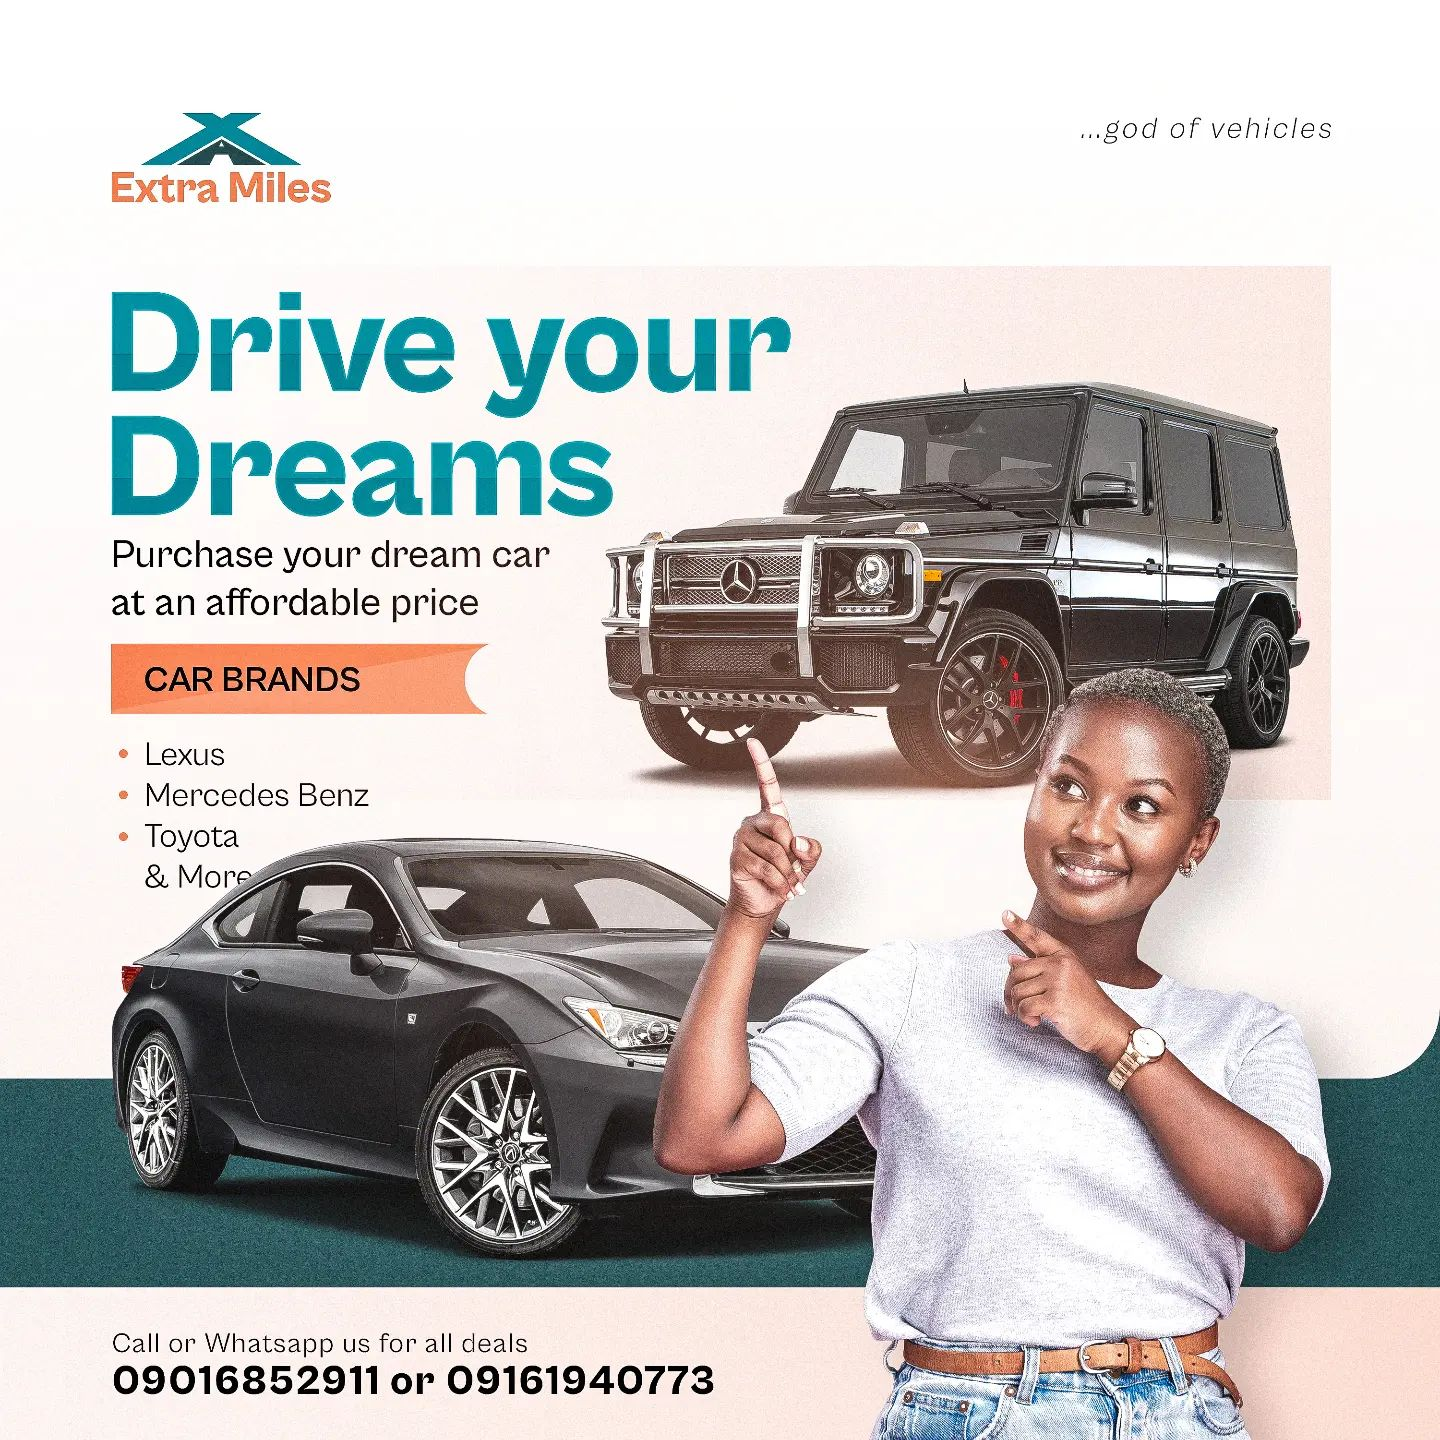 Extra Miles
...god of vehicles
Drive your
Dreams
Purchase your dream car
at an affordable price
CAR BRANDS
• Lexus
• Mercedes Benz
• Toyota
& More
Call or Whatsapp us for all deals
09016852911 or 09161940773